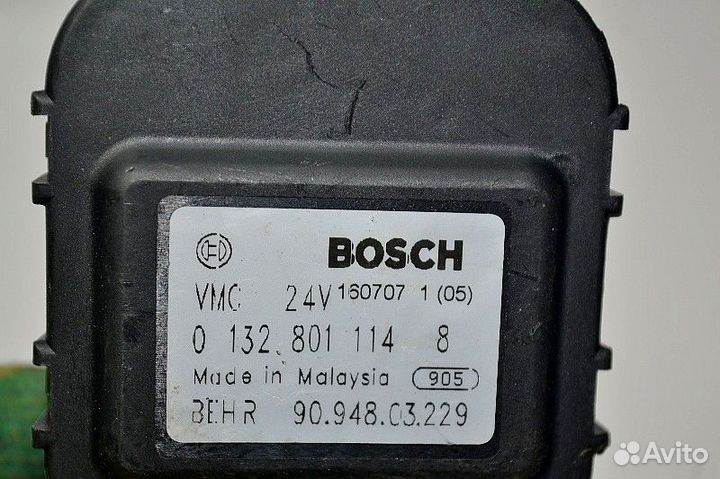 BOSCH
VMC 24V 160707 1 (05)
0 132 801 114 8
Made in Malaysia 905
BEHR 90.948.03.229
Avito